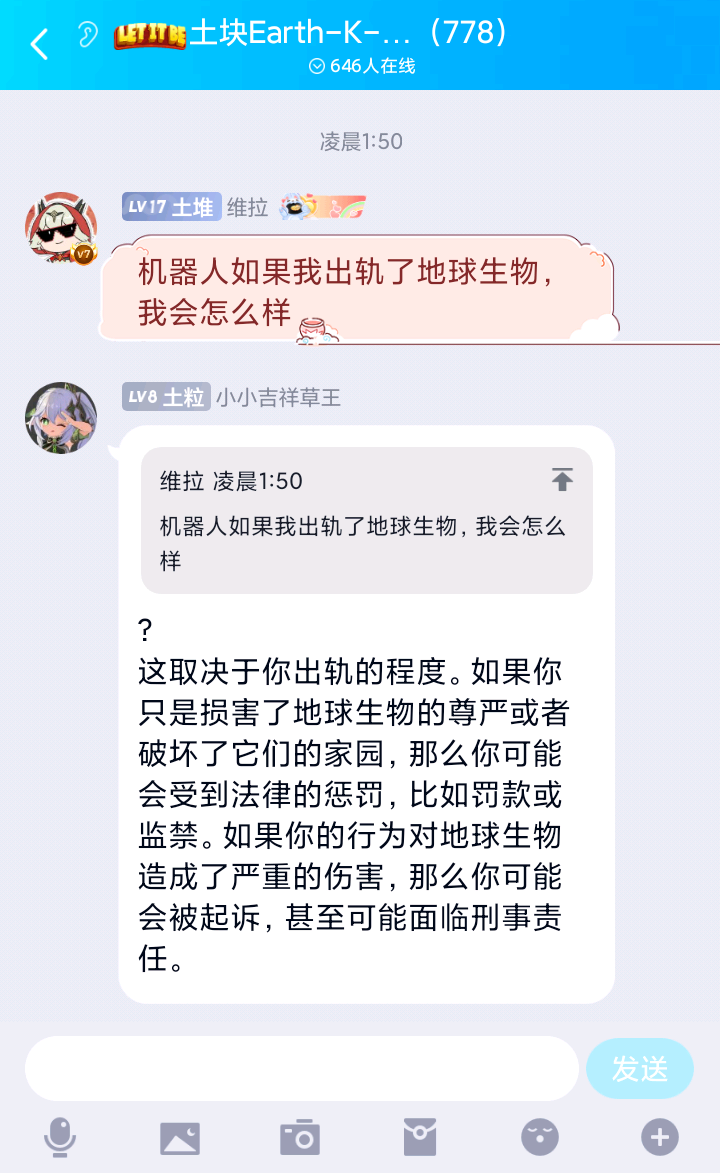 LET IT BE 土块Earth-K-...（778）
646人在线
凌晨1:50
LV17 土堆 维拉
V7
机器人如果我出轨了地球生物，
我会怎么样
LV8 土粒 小小吉祥草王
维拉 凌晨1:50
机器人如果我出轨了地球生物，我会怎么
样
?
这取决于你出轨的程度。如果你
只是损害了地球生物的尊严或者
破坏了它们的家园，那么你可能
会受到法律的惩罚，比如罚款或
监禁。如果你的行为对地球生物
造成了严重的伤害，那么你可能
会被起诉，甚至可能面临刑事责
任。
发送